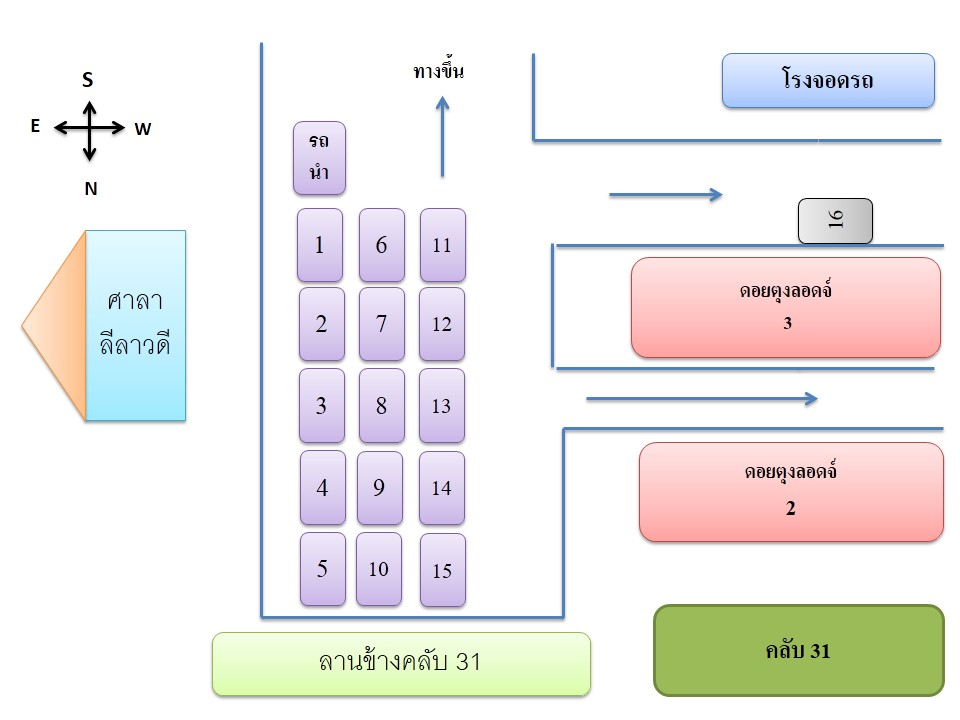 S
E
W
N
ทางขึ้น
โรงจอดรถ
รถ
นำ
1
6
11
16
2
7
12
3
8
13
4
9
14
5
10
15
ศาลา
ลีลาวดี
ดอยตุงลอดจ์
3
ดอยตุงลอดจ์
2
ลานข้างคลับ 31
คลับ 31